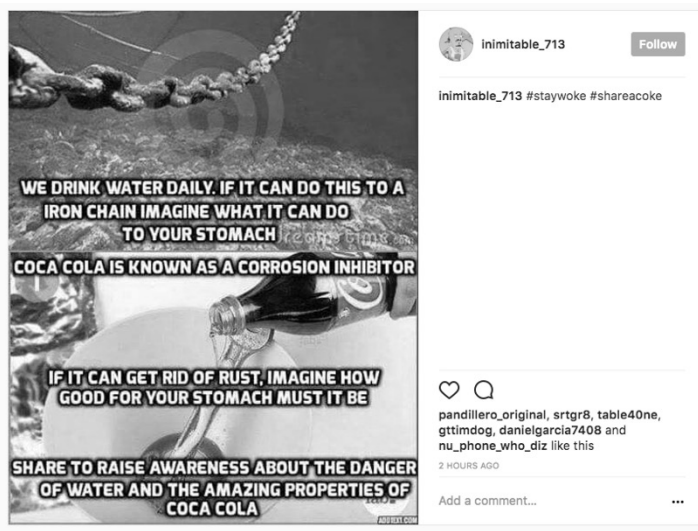 WE DRINK WATER DAILY. IF IT CAN DO THIS TO A
IRON CHAIN IMAGINE WHAT IT CAN DO
TO YOUR STOMACH
dreamstime
COCA COLA IS KNOWN AS A CORROSION INHIBITOR
IF IT CAN GET RID OF RUST, IMAGINE HOW
GOOD FOR YOUR STOMACH MUST IT BE
SHARE TO RAISE AWARENESS ABOUT THE DANGER
OF WATER AND THE AMAZING PROPERTIES OF
COCA COLA
ADDTEXT.COM
inimitable_713
Follow
inimitable_713 #staywoke #shareacoke
pandillero_original, srtgr8, table40ne,
gttimdog, danielgarcia7408 and
nu_phone_who_diz like this
2 HOURS AGO
Add a comment...